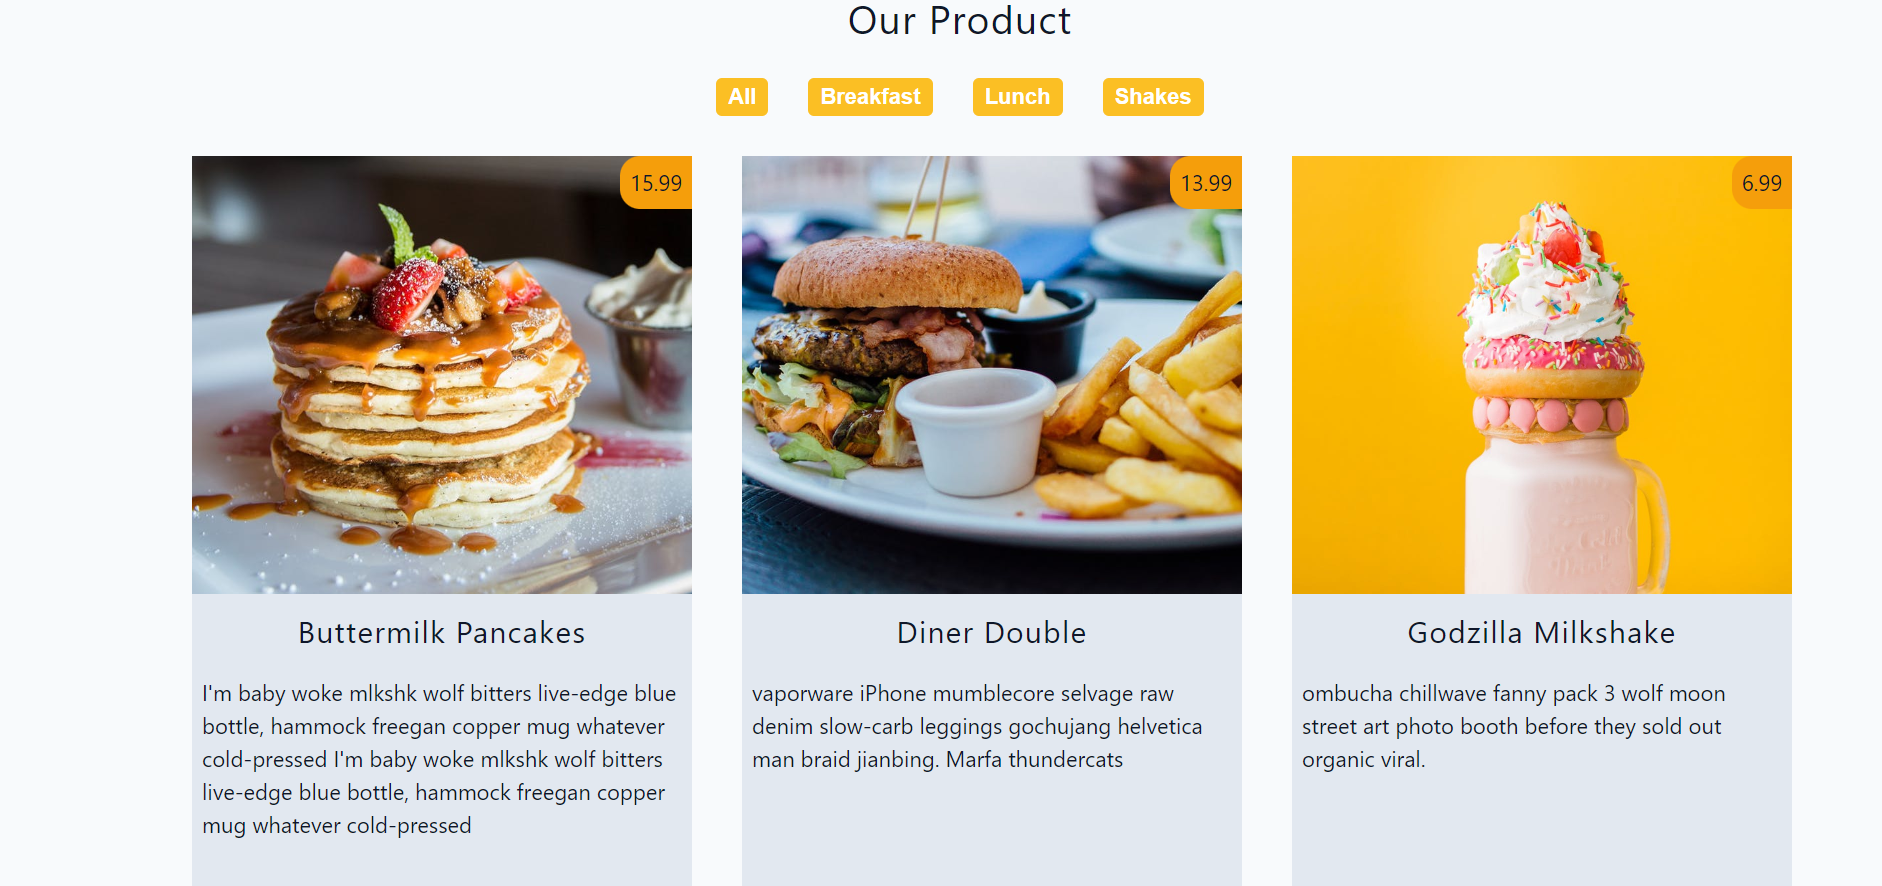 Our Product
All
Breakfast
Lunch
Shakes
15.99
13.99
6.99
Buttermilk Pancakes
I'm baby woke mlkshk wolf bitters live-edge blue
bottle, hammock freegan copper mug whatever
cold-pressed I'm baby woke mlkshk wolf bitters
live-edge blue bottle, hammock freegan copper
mug whatever cold-pressed
Diner Double
vaporware iPhone mumblecore selvage raw
denim slow-carb leggings gochujang helvetica
man braid jianbing. Marfa thundercats
Godzilla Milkshake
ombucha chillwave fanny pack 3 wolf moon
street art photo booth before they sold out
organic viral.